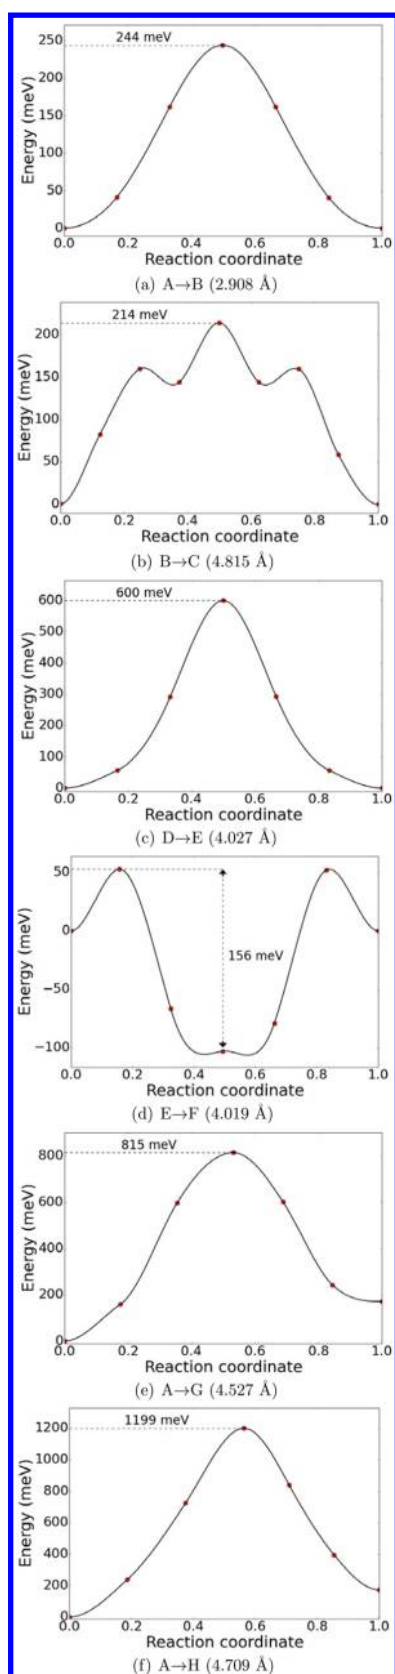 244 meV
250
200
150
100
50
0
Energy (meV)
0.0 0.2 0.4 0.6 0.8 1.0
Reaction coordinate
(a) A→B (2.908 Å)
214 meV
200
150
100
50
0
Energy (meV)
0.0 0.2 0.4 0.6 0.8 1.0
Reaction coordinate
(b) B→C (4.815 Å)
600 meV
600
500
400
300
200
100
0
Energy (meV)
0.0 0.2 0.4 0.6 0.8 1.0
Reaction coordinate
(c) D→E (4.027 Å)
50
0
−50
−100
Energy (meV)
156 meV
0.0 0.2 0.4 0.6 0.8 1.0
Reaction coordinate
(d) E→F (4.019 Å)
815 meV
800
600
400
200
0
Energy (meV)
0.0 0.2 0.4 0.6 0.8 1.0
Reaction coordinate
(e) A→G (4.527 Å)
1199 meV
1200
1000
800
600
400
200
0
Energy (meV)
0.0 0.2 0.4 0.6 0.8 1.0
Reaction coordinate
(f) A→H (4.709 Å)